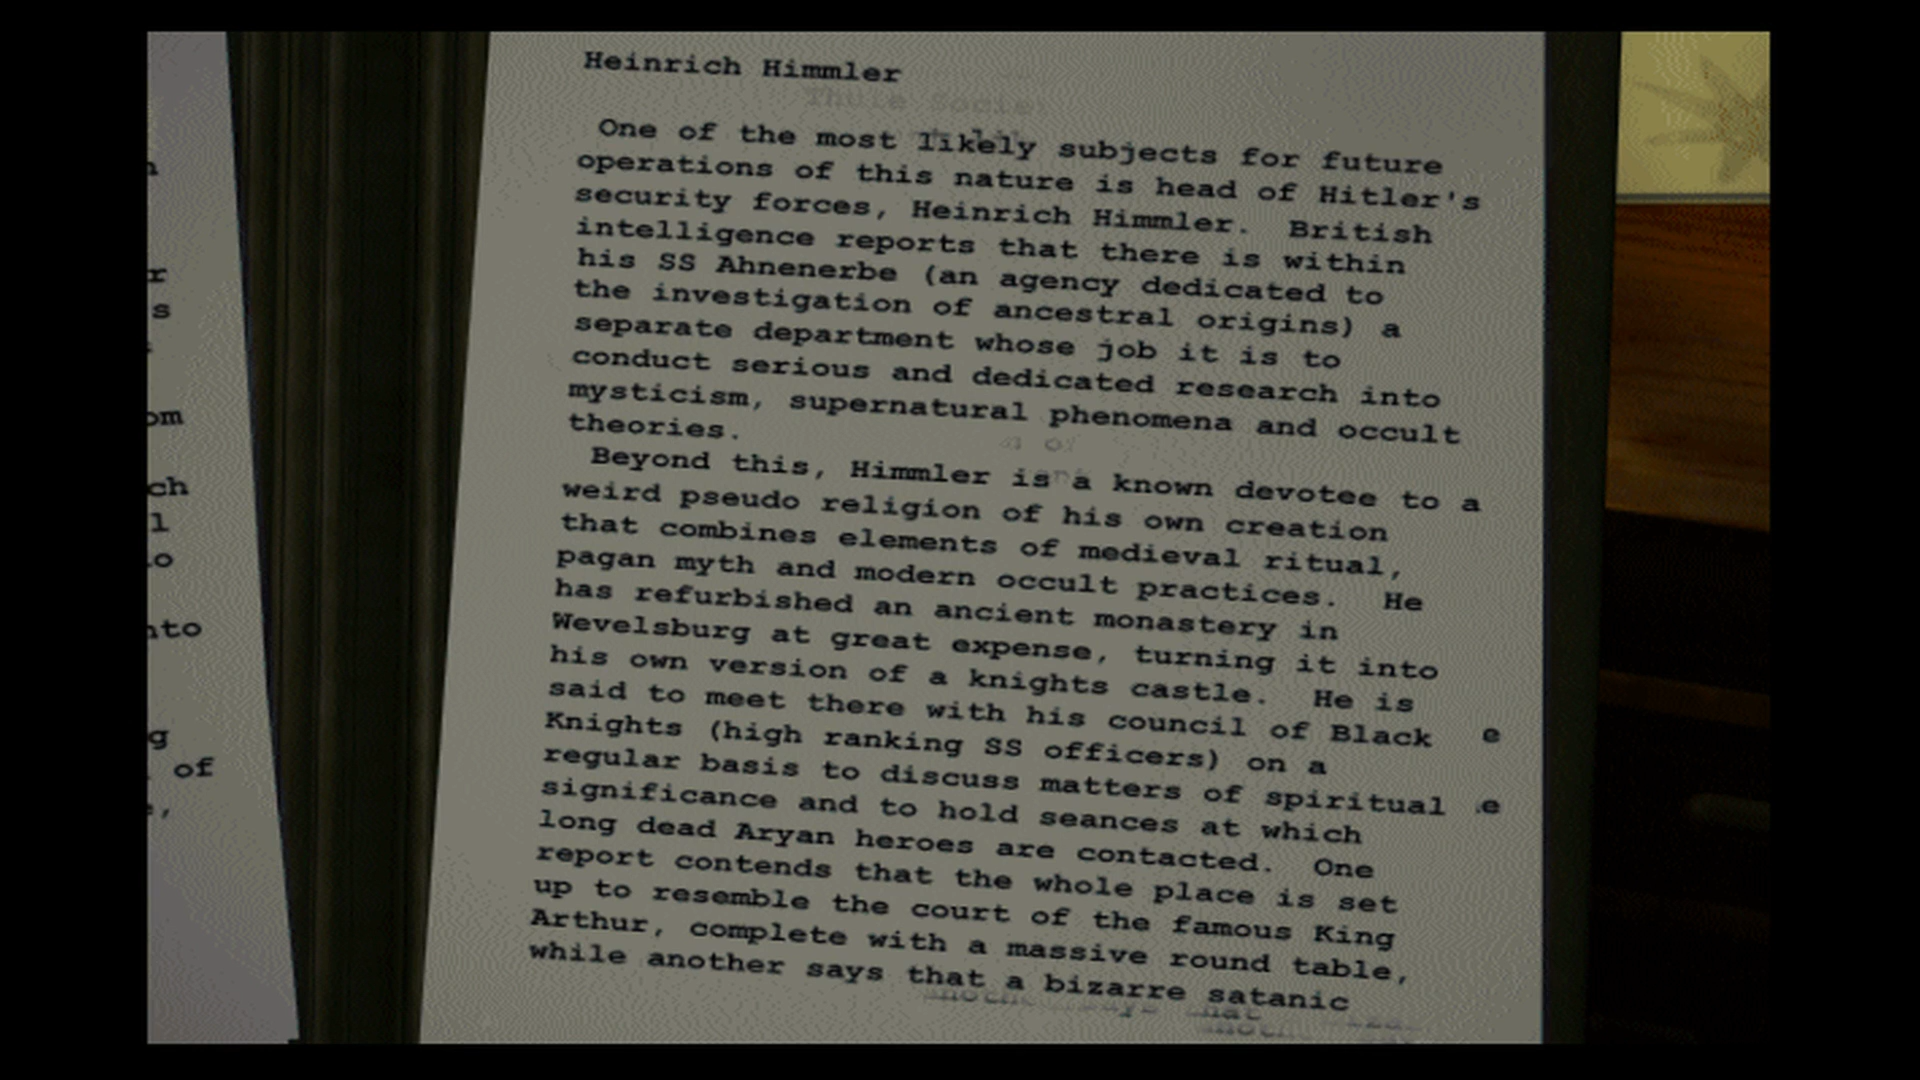 Heinrich Himmler
Thule Socie
One of the most likely subjects for future
operations of this nature is head of Hitler's
security forces, Heinrich Himmler. British
intelligence reports that there is within
his SS Ahnenerbe (an agency dedicated to
the investigation of ancestral origins) a
separate department whose job it is to
conduct serious and dedicated research into
mysticism, supernatural phenomena and occult
theories.
Beyond this, Himmler is a known devotee to a
weird pseudo religion of his own creation
that combines elements of medieval ritual,
pagan myth and modern occult practices. He
has refurbished an ancient monastery in
Wevelsburg at great expense, turning it into
his own version of a knights castle. He is
said to meet there with his council of Black
Knights (high ranking SS officers) on a
regular basis to discuss matters of spiritual
significance and to hold seances at which
long dead Aryan heroes are contacted. One
report contends that the whole place is set
up to resemble the court of the famous King
Arthur, complete with a massive round table,
while another says that a bizarre satanic
r
s
om
ch
l
o
nto
g
of
e
e